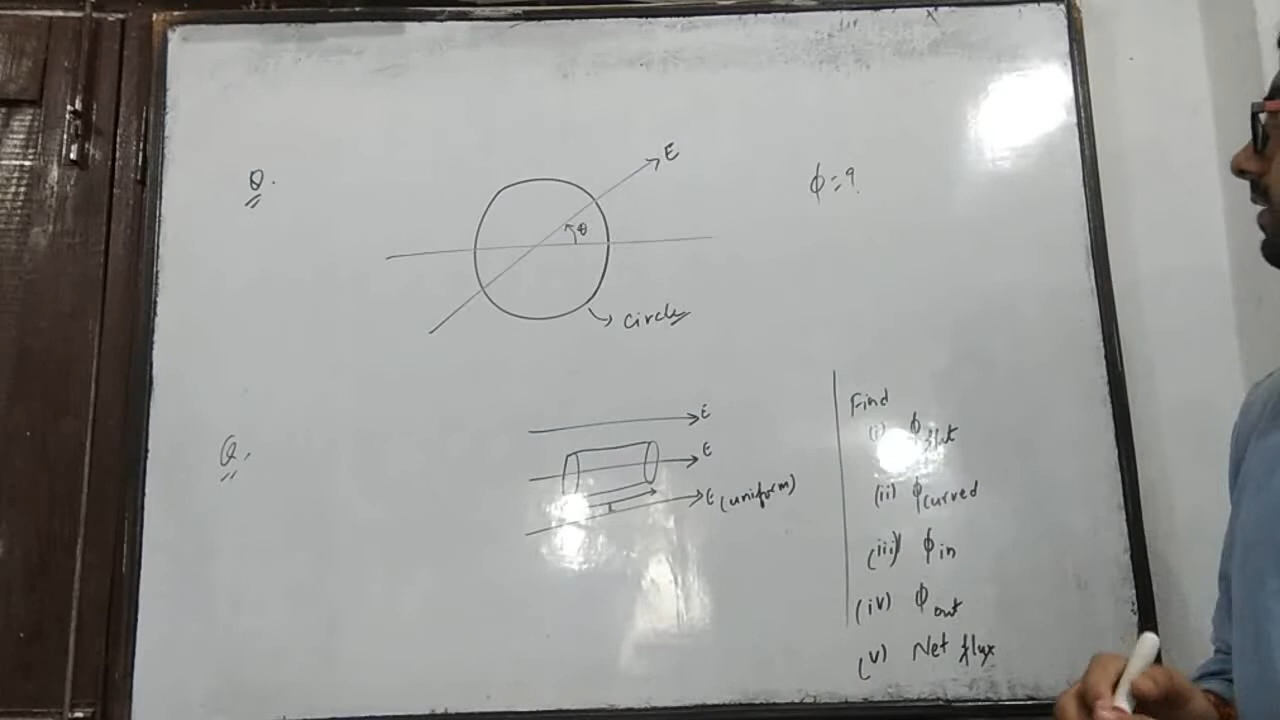 Q.
E
θ
φ = ?
circle
Q.
E
E
E (uniform)
L
Find
(i) φ flat
(ii) φ curved
(iii) φ in
(iv) φ out
(v) Net flux